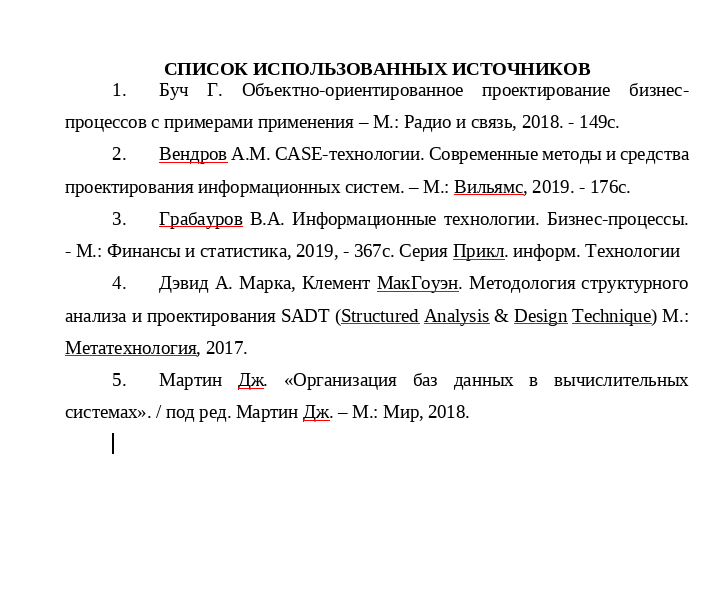 СПИСОК ИСПОЛЬЗОВАННЫХ ИСТОЧНИКОВ
1. Буч Г. Объектно-ориентированное проектирование бизнес-
процессов с примерами применения – М.: Радио и связь, 2018. - 149с.
2. Вендров А.М. CASE-технологии. Современные методы и средства
проектирования информационных систем. – М.: Вильямс, 2019. - 176с.
3. Грабауров В.А. Информационные технологии. Бизнес-процессы.
- М.: Финансы и статистика, 2019, - 367с. Серия Прикл. информ. Технологии
4. Дэвид А. Марка, Клемент МакГоуэн. Методология структурного
анализа и проектирования SADT (Structured Analysis & Design Technique) М.:
Метатехнология, 2017.
5. Мартин Дж. «Организация баз данных в вычислительных
системах». / под ред. Мартин Дж. – М.: Мир, 2018.